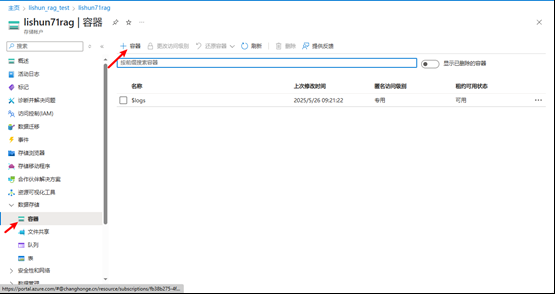 主页 > lishun_rag_test > lishun71rag
lishun71rag | 容器
存储帐户
搜索
+ 容器 更改访问级别 还原容器 刷新 删除 提供反馈
按前缀搜索容器
显示已删除的容器
概述
活动日志
标记
诊断并解决问题
访问控制(IAM)
数据迁移
事件
存储浏览器
存储移动程序
合作伙伴解决方案
资源可视化工具
数据存储
容器
文件共享
队列
表
安全性和网络
数据管理
名称 上次修改时间 匿名访问级别 租约可用状态
$logs 2025/5/26 09:21:22 专用 可用
https://portal.azure.com/#@changhonge.cn/resource/subscriptions/fb38b275-4f...